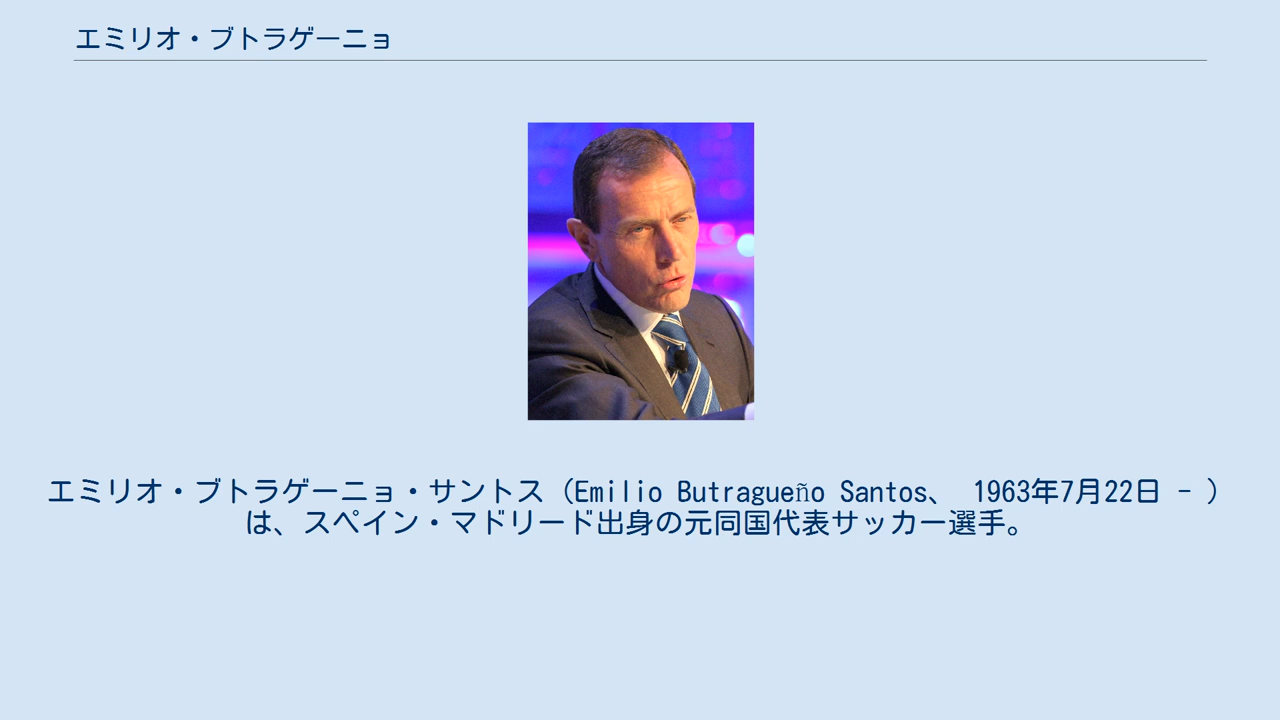 エミリオ・ブトラゲーニョ
エミリオ・ブトラゲーニョ・サントス（Emilio Butragueño Santos、 1963年7月22日 - ）
は、スペイン・マドリード出身の元同国代表サッカー選手。